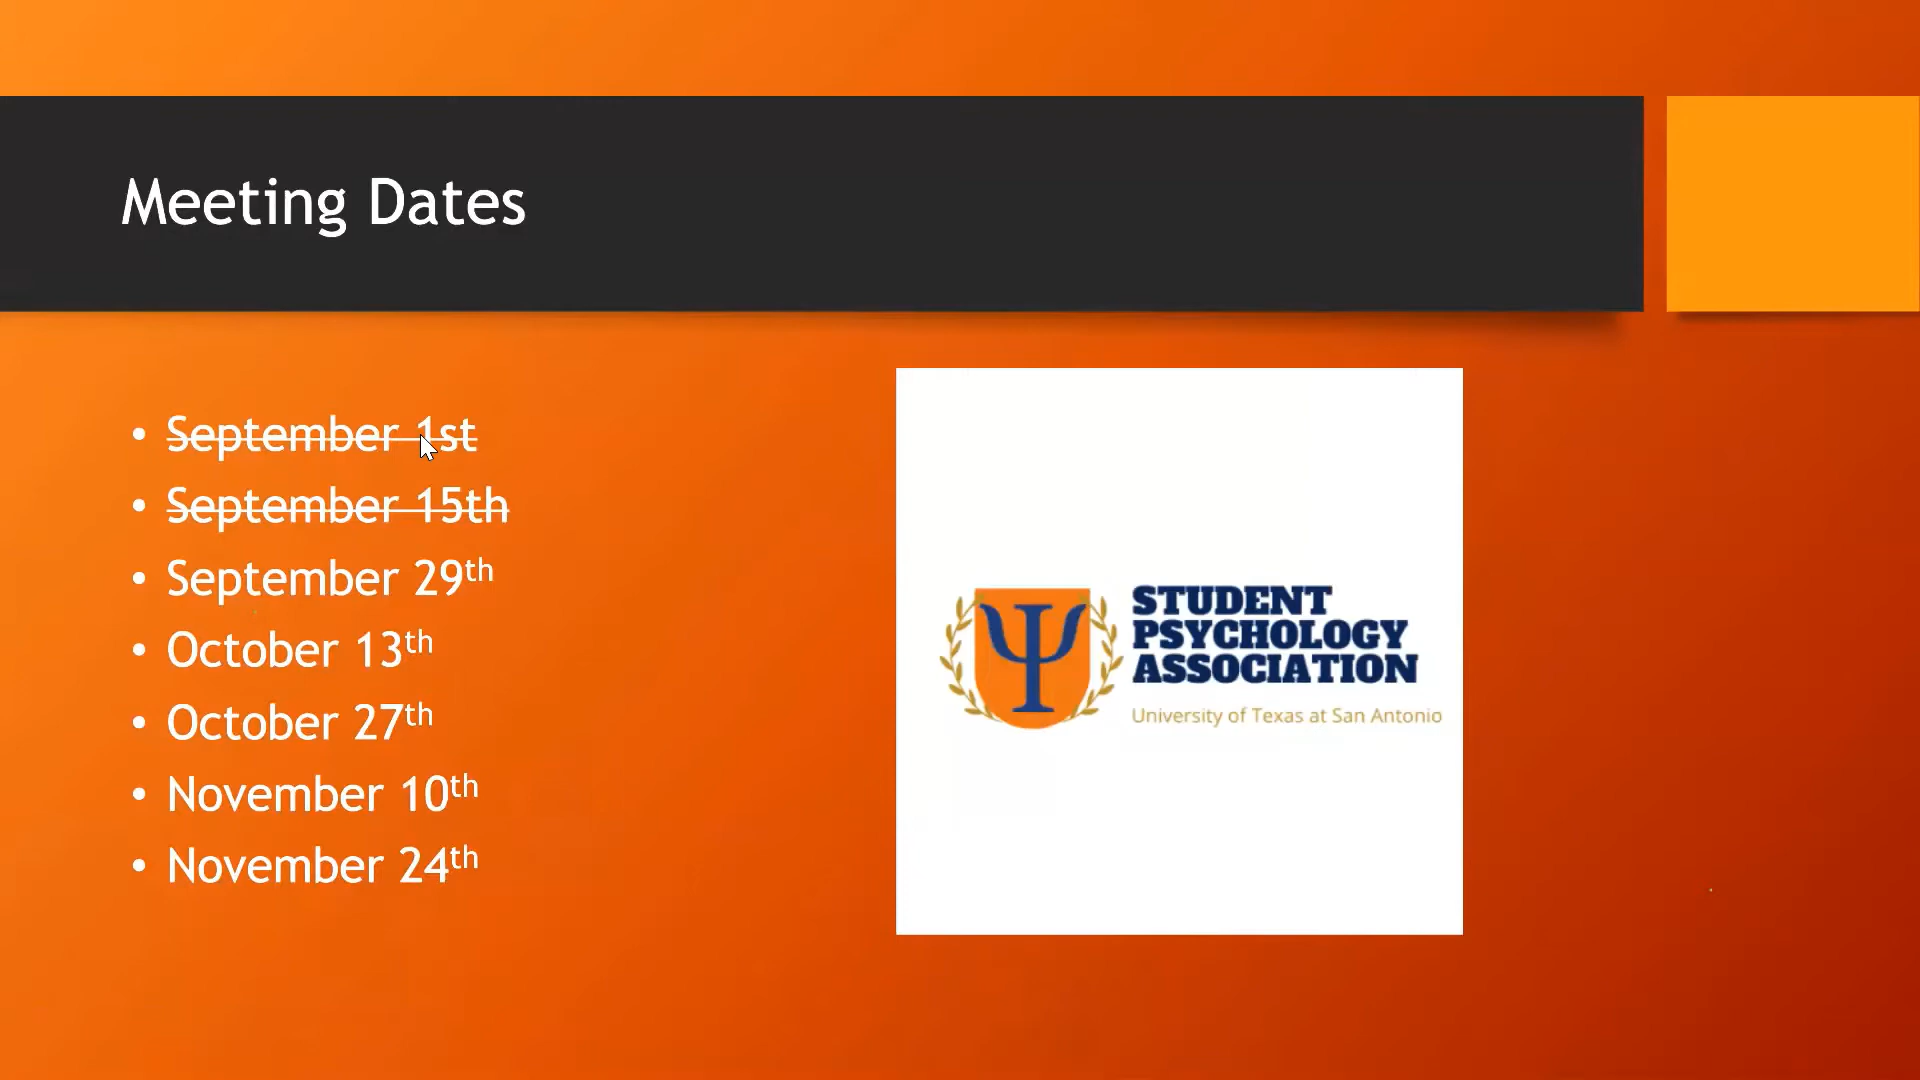 Meeting Dates
• September 1st
• September 15th
• September 29th
• October 13th
• October 27th
• November 10th
• November 24th
Ψ
STUDENT
PSYCHOLOGY
ASSOCIATION
University of Texas at San Antonio